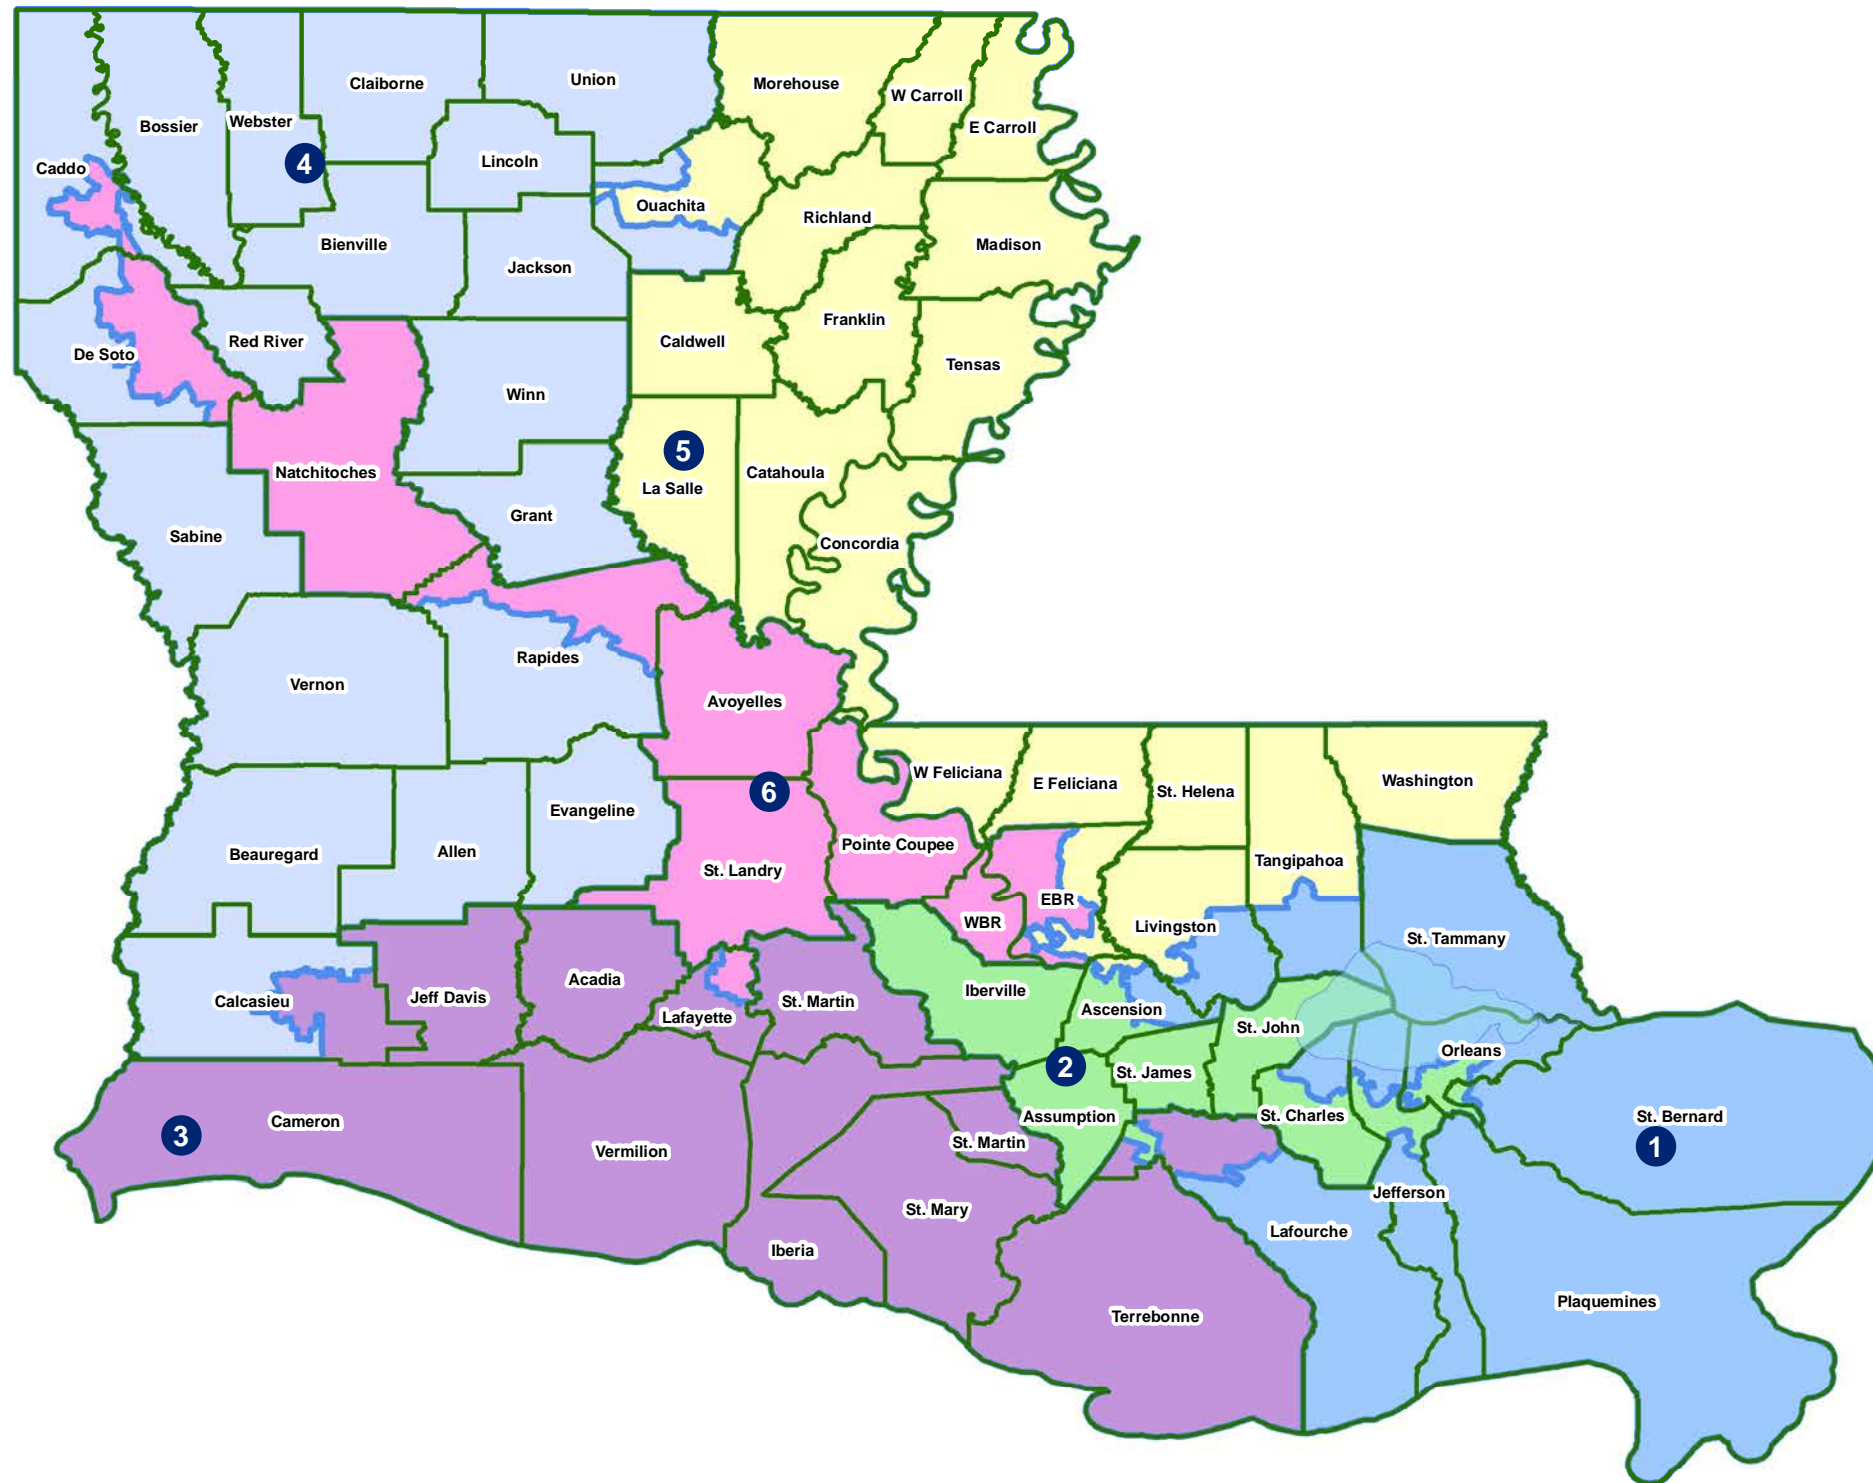 Claiborne
Union
Morehouse
W Carroll
E Carroll
Bossier
Webster
4
Lincoln
Caddo
Ouachita
Richland
Madison
Bienville
Jackson
Red River
De Soto
Caldwell
Franklin
Tensas
Winn
Natchitoches
5
La Salle
Catahoula
Grant
Sabine
Concordia
Rapides
Vernon
Avoyelles
W Feliciana
E Feliciana
St. Helena
Washington
6
Evangeline
Beauregard
Allen
St. Landry
Pointe Coupee
Tangipahoa
EBR
WBR
Livingston
St. Tammany
Calcasieu
Jeff Davis
Acadia
Lafayette
St. Martin
Iberville
Ascension
St. John
Orleans
2
St. James
Assumption
St. Charles
St. Bernard
1
3
Cameron
Vermilion
St. Martin
St. Mary
Iberia
Jefferson
Lafourche
Terrebonne
Plaquemines